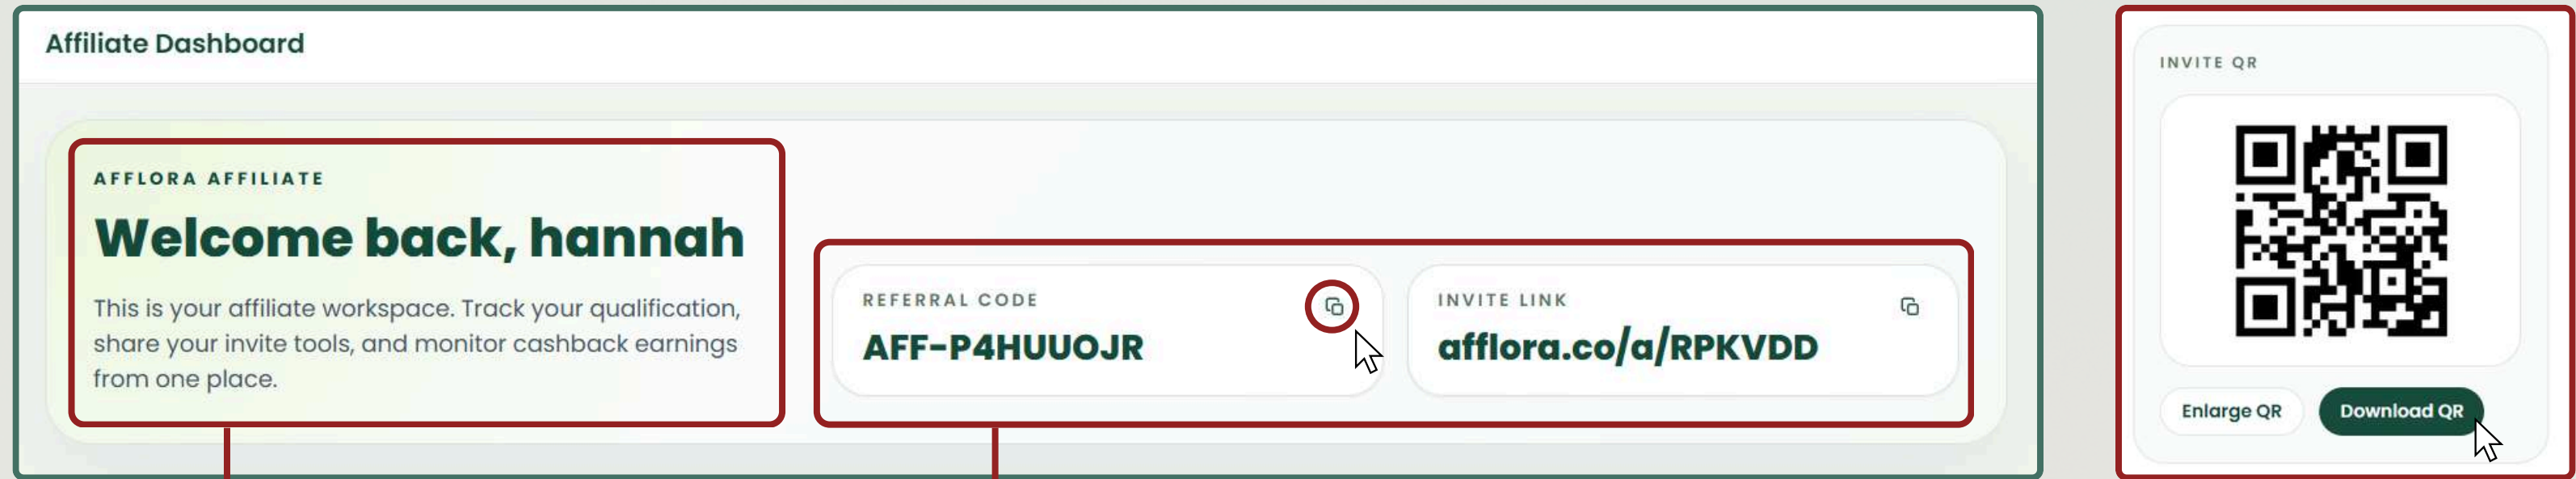 Affiliate Dashboard
AFFLORA AFFILIATE
Welcome back, hannah
This is your affiliate workspace. Track your qualification,
share your invite tools, and monitor cashback earnings
from one place.
REFERRAL CODE
AFF-P4HUUOJR
INVITE LINK
afflora.co/a/RPKVDD
INVITE QR
Enlarge QR
Download QR